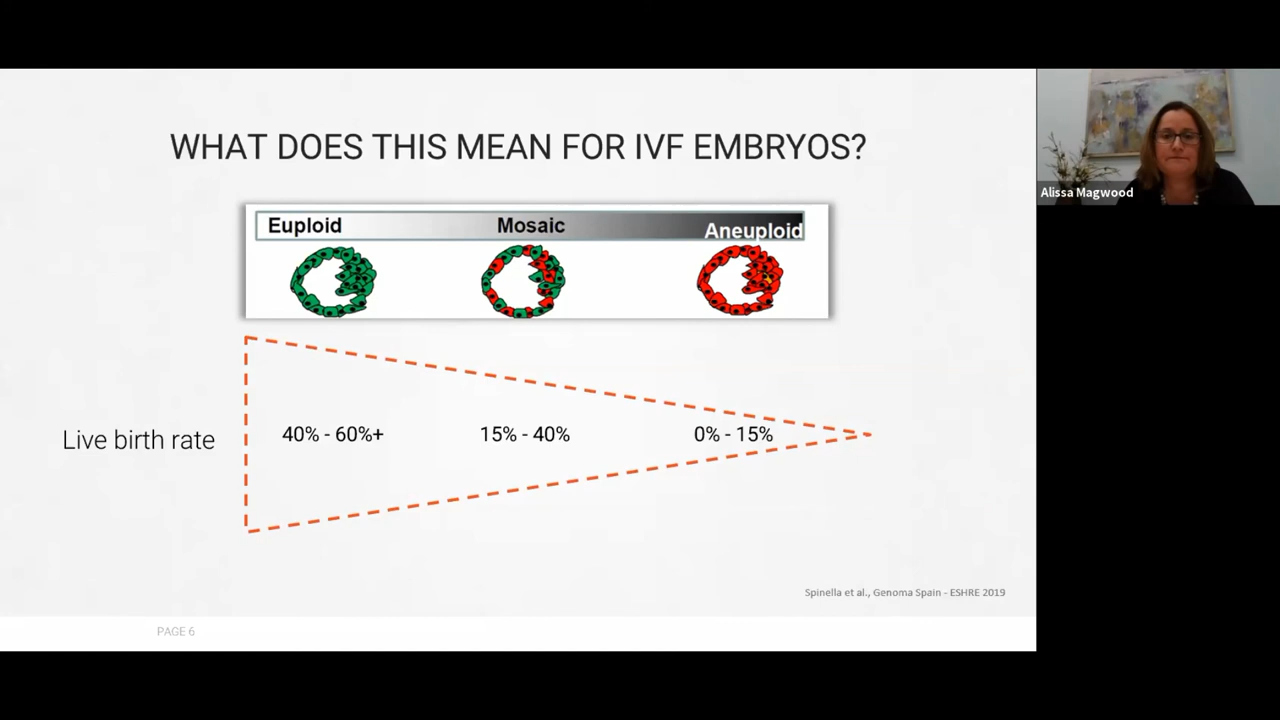 WHAT DOES THIS MEAN FOR IVF EMBRYOS?
Alissa Magwood
Euploid Mosaic Aneuploid
Live birth rate 40% - 60%+ 15% - 40% 0% - 15%
Spinella et al., Genoma Spain - ESHRE 2019
PAGE 6